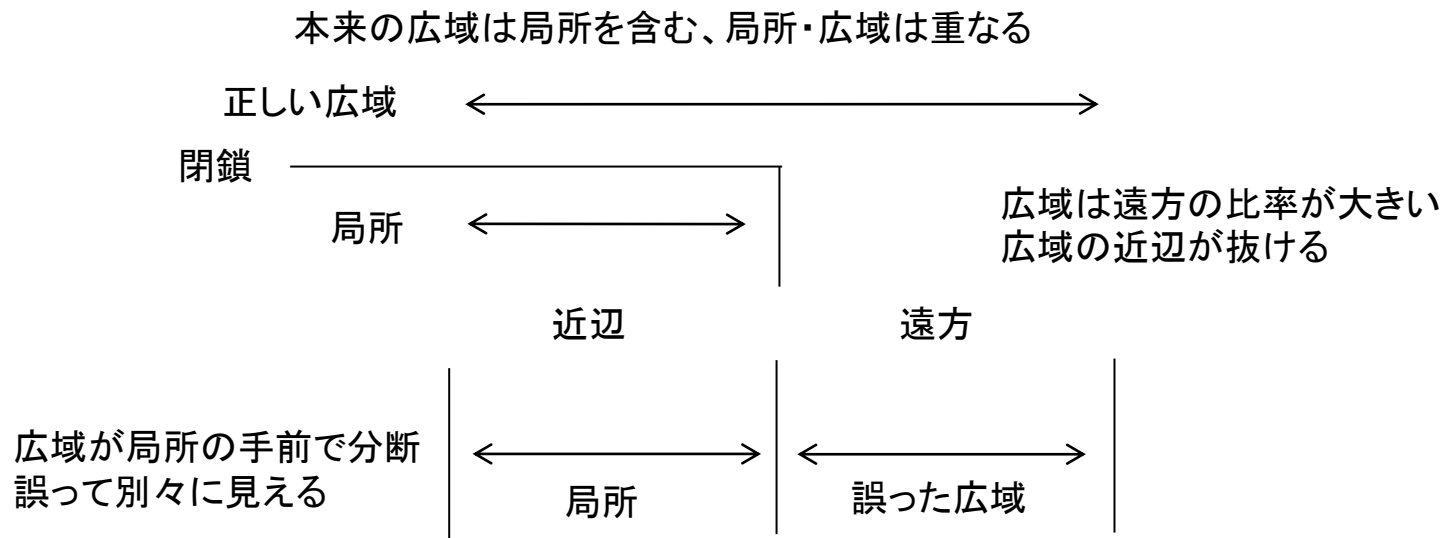 本来の広域は局所を含む、局所・広域は重なる
正しい広域
閉鎖
局所
広域は遠方の比率が大きい
広域の近辺が抜ける
近辺
遠方
広域が局所の手前で分断
誤って別々に見える
局所
誤った広域